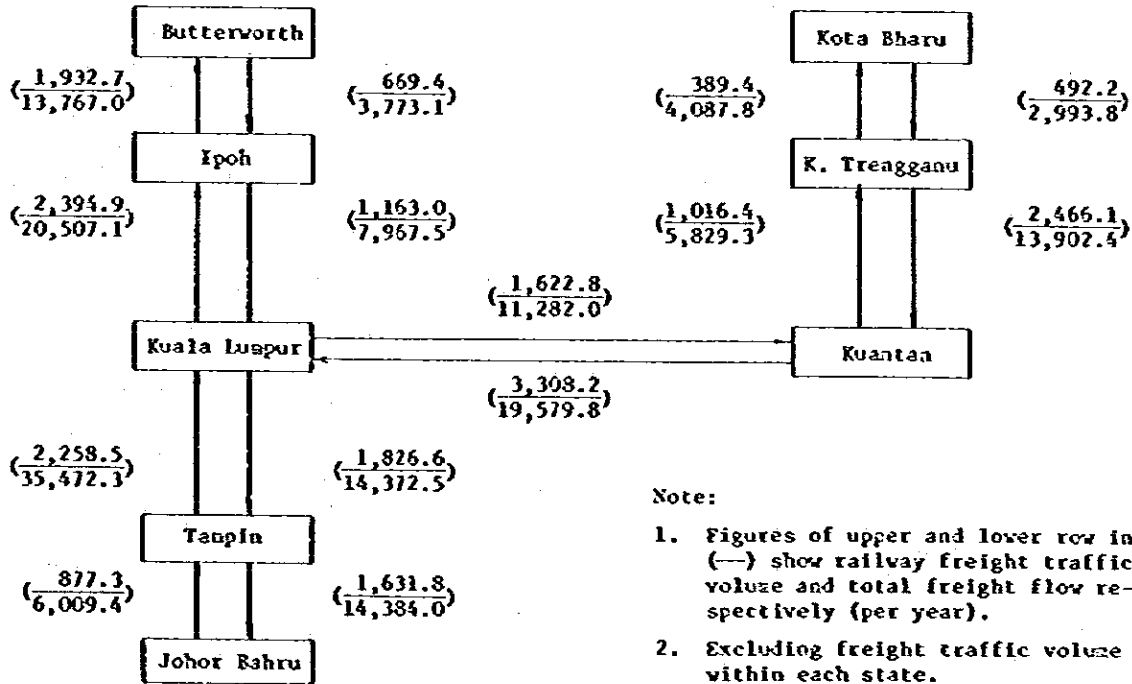 Butterworth
Kota Bharu
(1,932.7/13,767.0)
(669.4/3,773.1)
(389.4/4,087.8)
(492.2/2,993.8)
Ipoh
K. Treagganu
(2,394.9/20,507.1)
(1,163.0/7,967.5)
(1,016.4/5,829.3)
(2,466.1/13,902.4)
(1,622.8/11,282.0)
Kuala Lumpur
Kuantan
(3,308.2/19,579.8)
(2,258.5/35,472.3)
(1,826.6/14,372.5)
Tampin
(877.3/6,009.4)
(1,631.8/14,384.0)
Johor Bahru
Note:
1. Figures of upper and lower row in
(—) show railway freight traffic
volume and total freight flow re-
spectively (per year).
2. Excluding freight traffic volume
within each state.